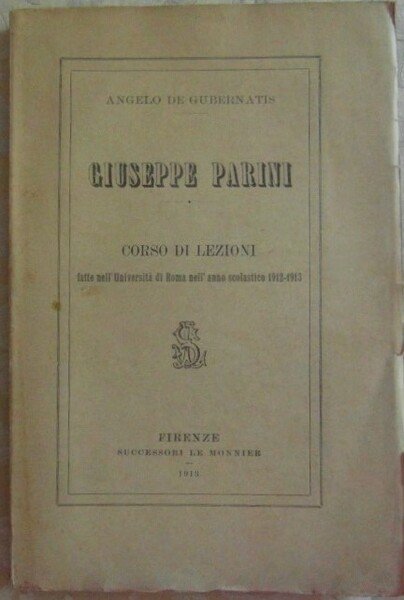 ANGELO DE GUBERNATIS
GIUSEPPE PARINI
CORSO DI LEZIONI
fatte nell'Università di Roma nell'anno scolastico 1912-1913
FIRENZE
SUCCESSORI LE MONNIER
1913